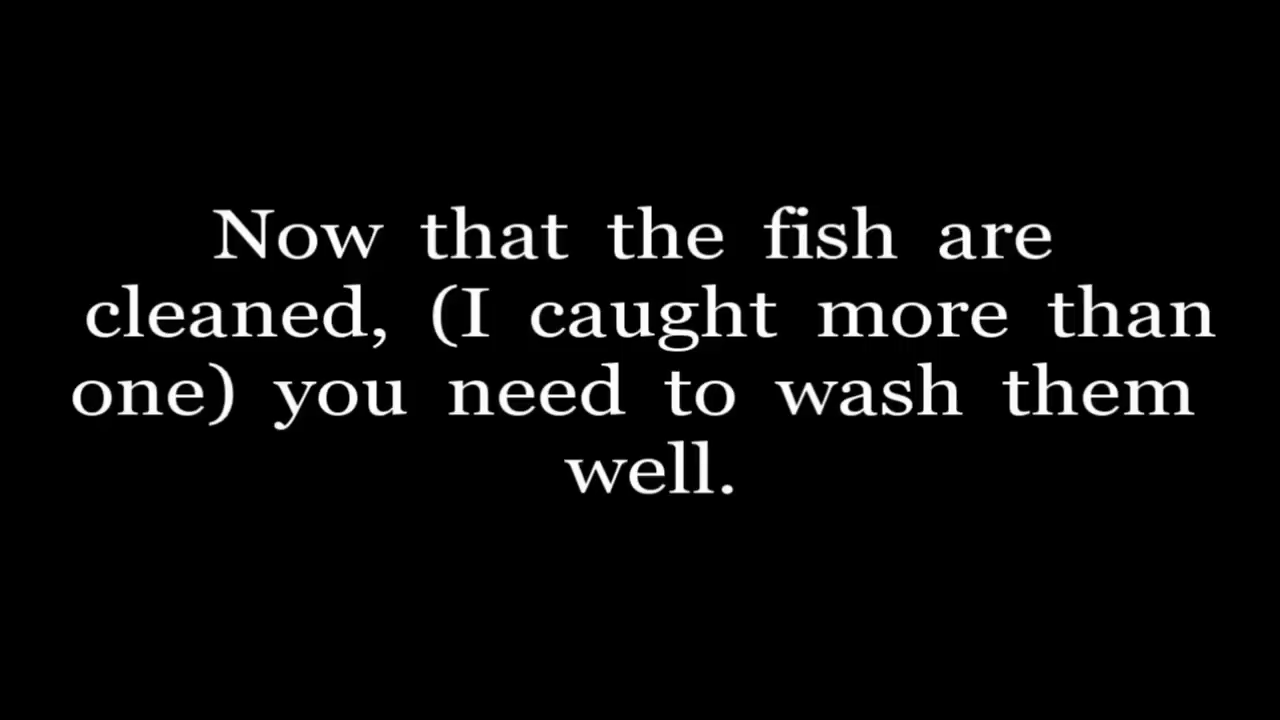 Now that the fish are
cleaned, (I caught more than
one) you need to wash them
well.